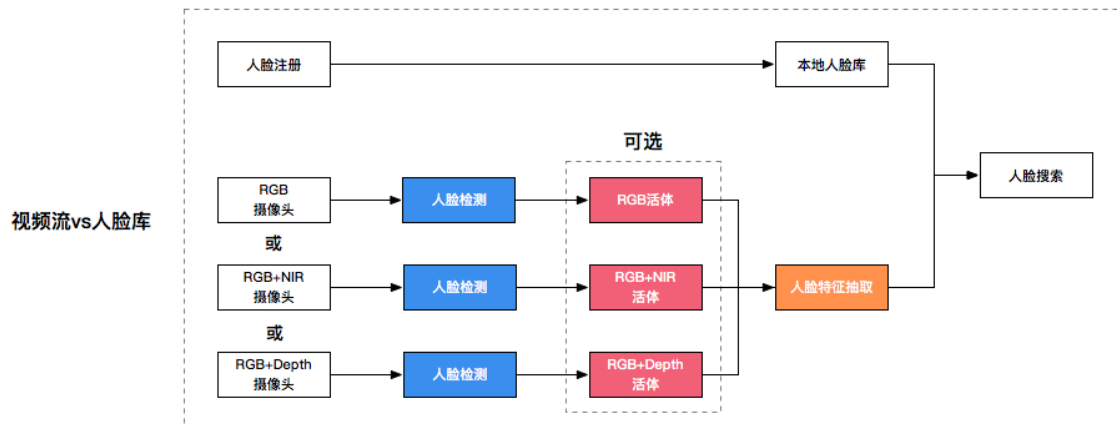 视频流vs人脸库
人脸注册
本地人脸库
可选
人脸搜索
RGB
摄像头
人脸检测
RGB活体
或
RGB+NIR
摄像头
人脸检测
RGB+NIR
活体
人脸特征抽取
或
RGB+Depth
摄像头
人脸检测
RGB+Depth
活体